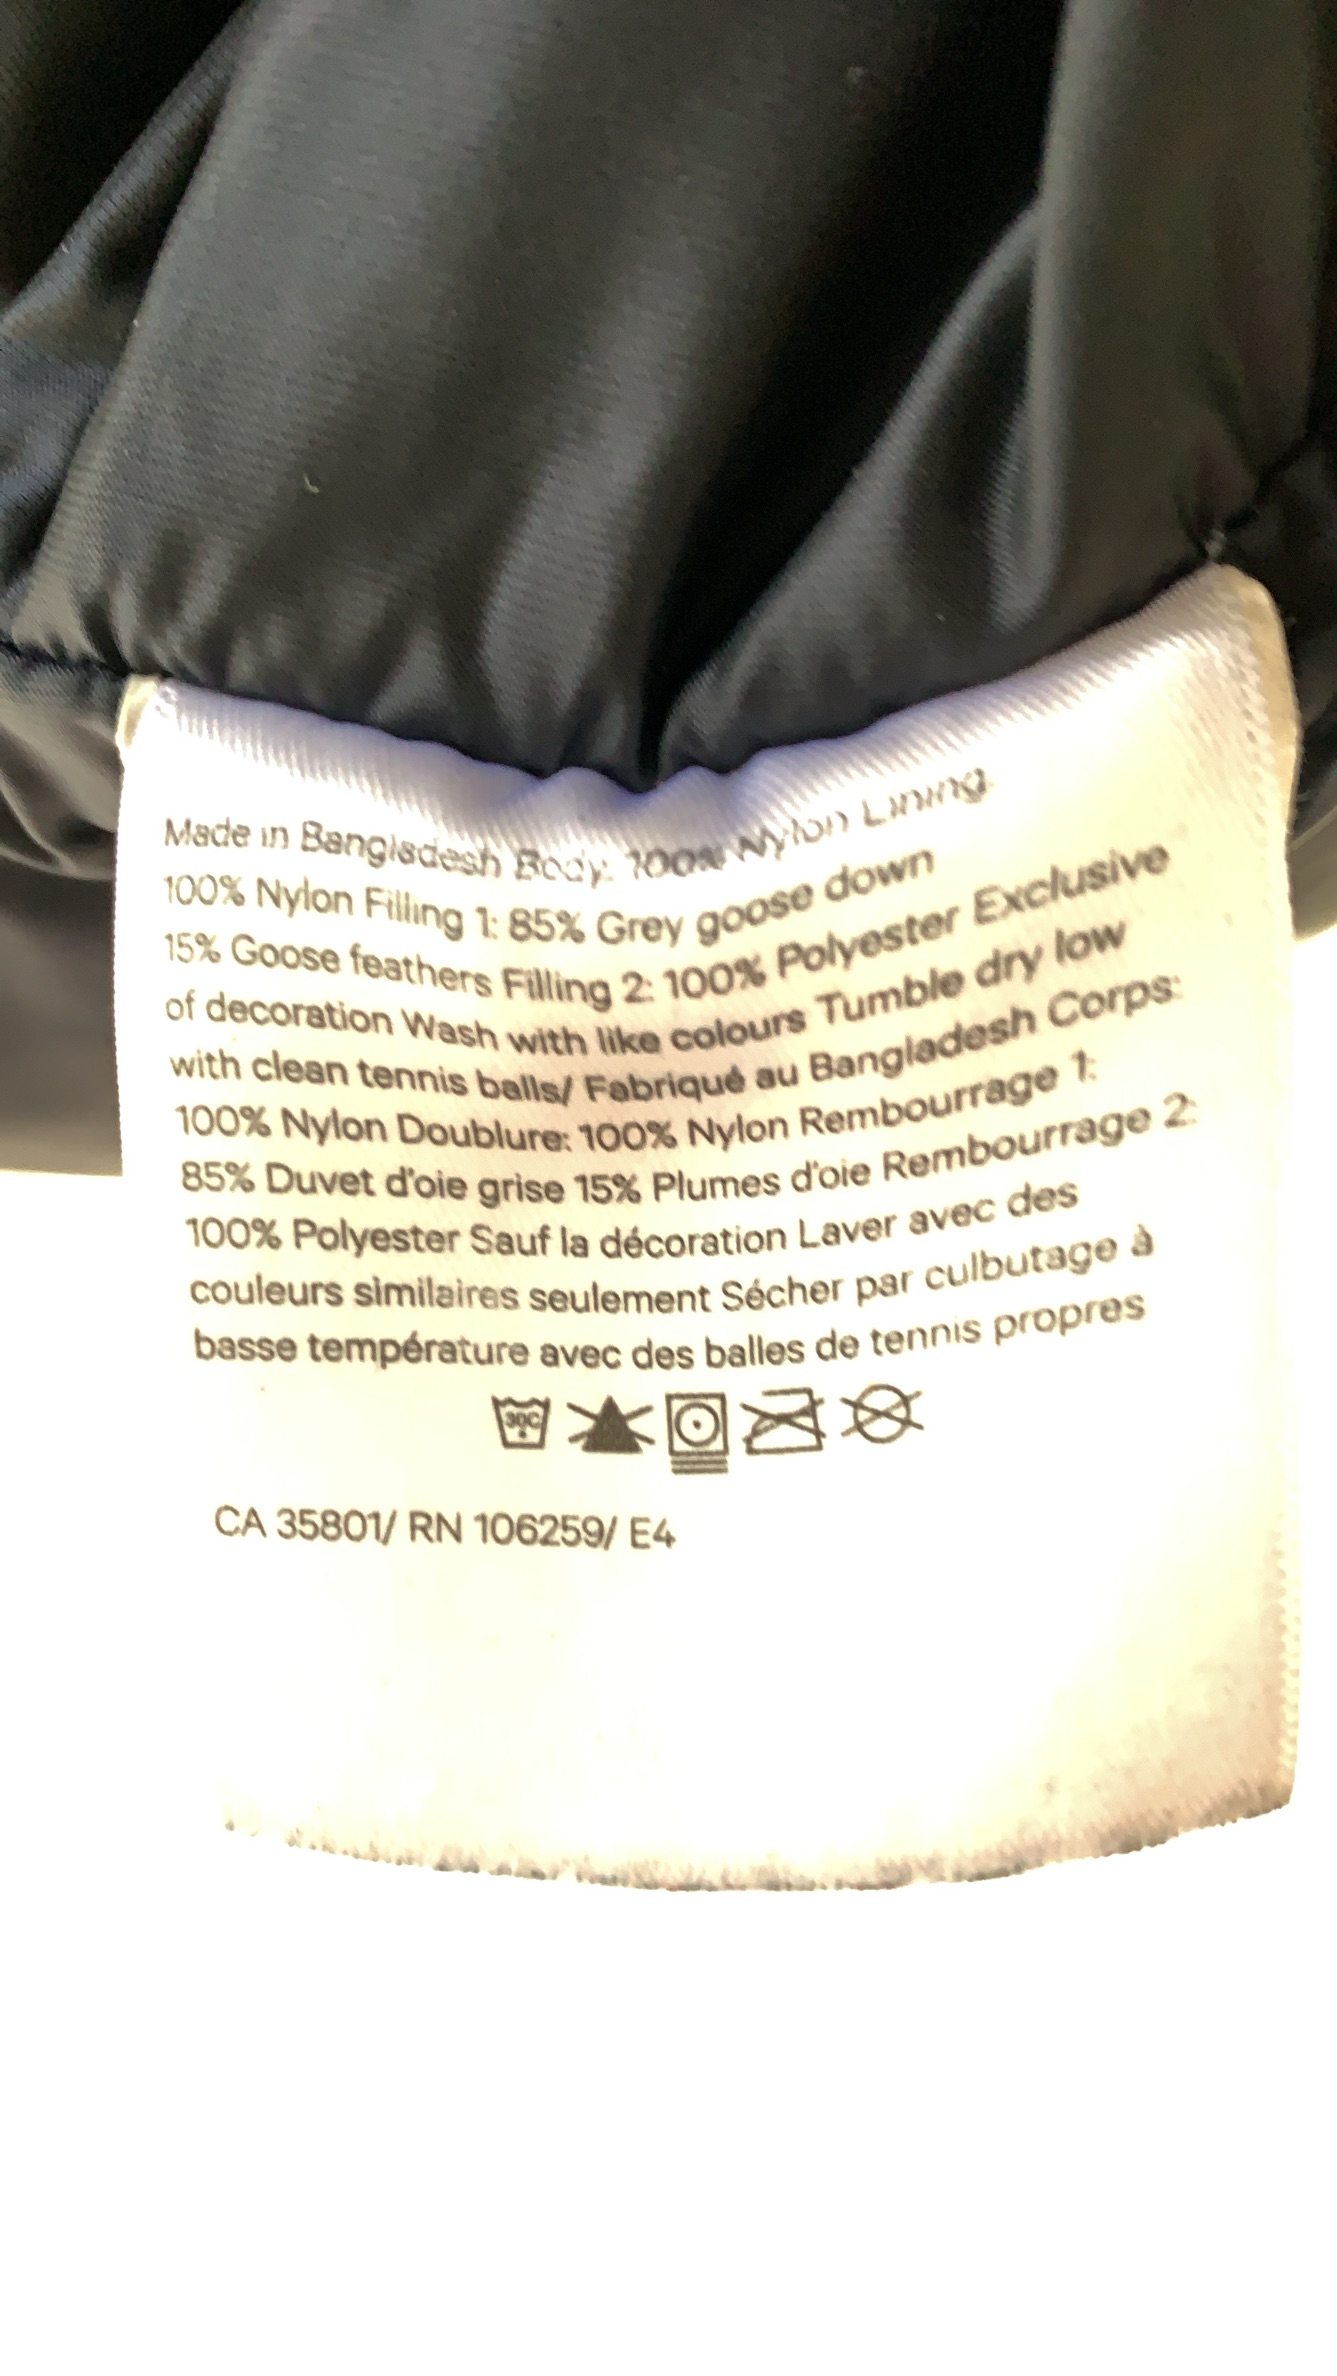 Made in Bangladesh Body: 100% Nylon Lining:
100% Nylon Filling 1: 85% Grey goose down
15% Goose feathers Filling 2: 100% Polyester Exclusive
of decoration Wash with like colours Tumble dry low
with clean tennis balls/ Fabriqué au Bangladesh Corps:
100% Nylon Doublure: 100% Nylon Rembourrage 1:
85% Duvet d'oie grise 15% Plumes d'oie Rembourrage 2:
100% Polyester Sauf la décoration Laver avec des
couleurs similaires seulement Sécher par culbutage à
basse température avec des balles de tennis propres
30C
CA 35801/ RN 106259/ E4